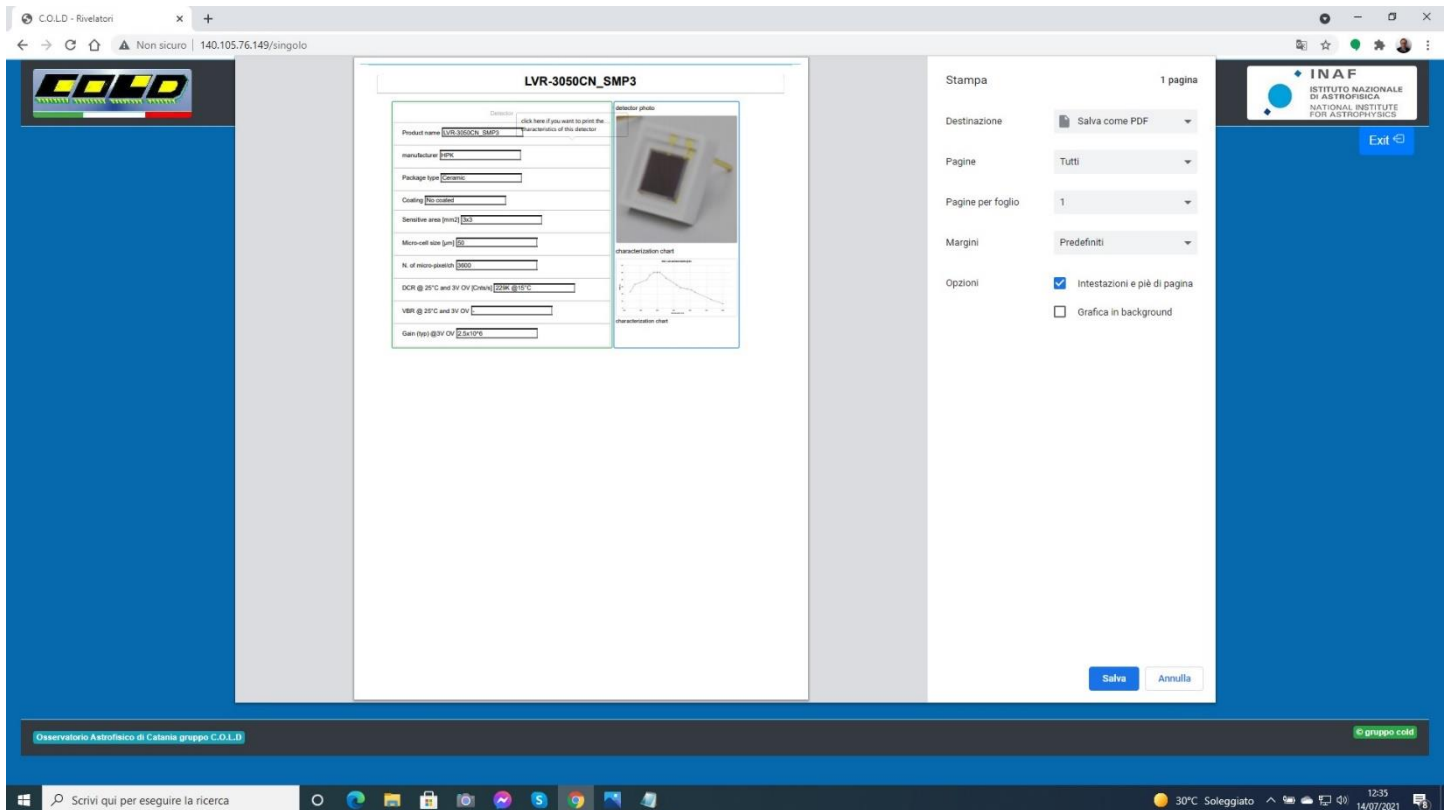 C.O.L.D - Rivelatori
Non sicuro | 140.105.76.149/singolo
COLD
LVR-3050CN_SMP3
Detector
click here if you want to print the
characteristics of this detector
Product name LVR-3050CN_SMP3
manufacturer HPK
Package type Ceramic
Coating No coated
Sensitive area [mm2] 3x3
Micro-cell size [µm] 50
N. of micro-pixel/ch 3600
DCR @ 25°C and 3V OV [Cnts/s] 229K @15°C
VBR @ 25°C and 3V OV -
Gain (typ) @3V OV 2.5x10^6
detector photo
characterization chart
characterization chart
Stampa
1 pagina
Destinazione
Salva come PDF
Pagine
Tutti
Pagine per foglio
1
Margini
Predefiniti
Opzioni
Intestazioni e piè di pagina
Grafica in background
Salva
Annulla
INAF
ISTITUTO NAZIONALE
DI ASTROFISICA
NATIONAL INSTITUTE
FOR ASTROPHYSICS
Exit
Osservatorio Astrofisico di Catania gruppo C.O.L.D
© gruppo cold
Scrivi qui per eseguire la ricerca
30°C Soleggiato
12:35
14/07/2021